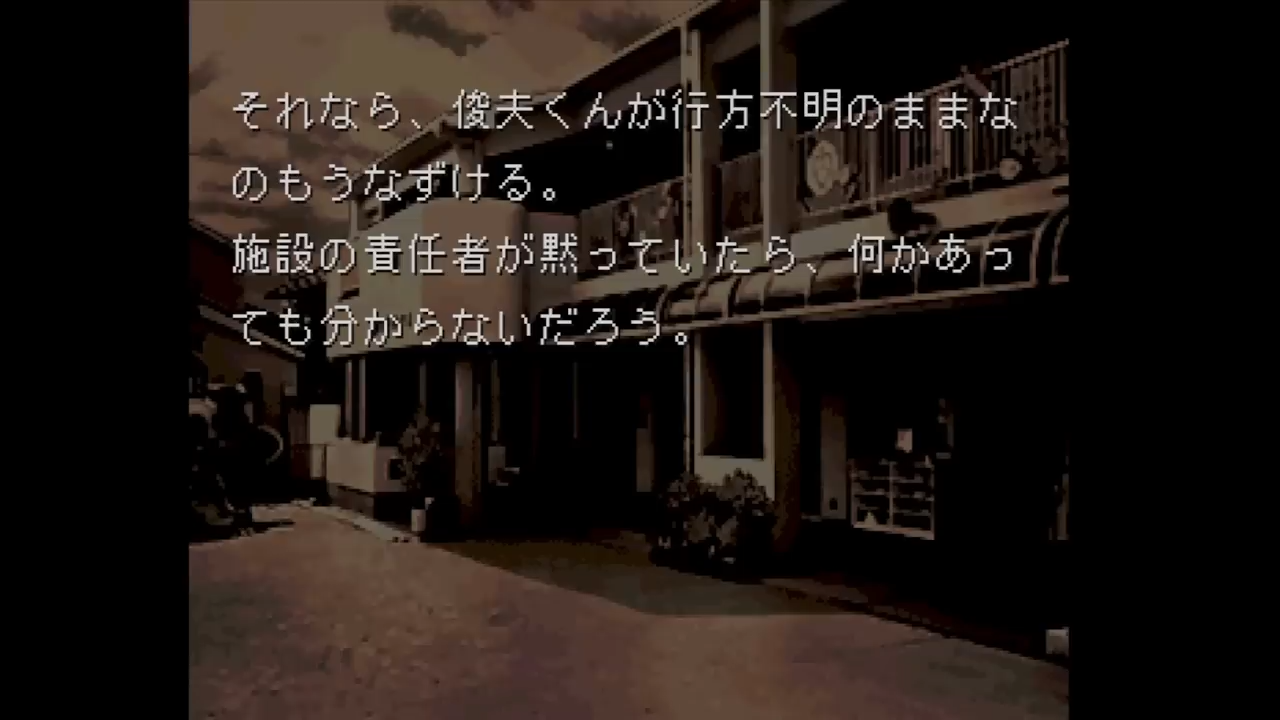 それなら、俊夫くんが行方不明のままな
のもうなずける。
施設の責任者が黙っていたら、何かあっ
ても分からないだろう。